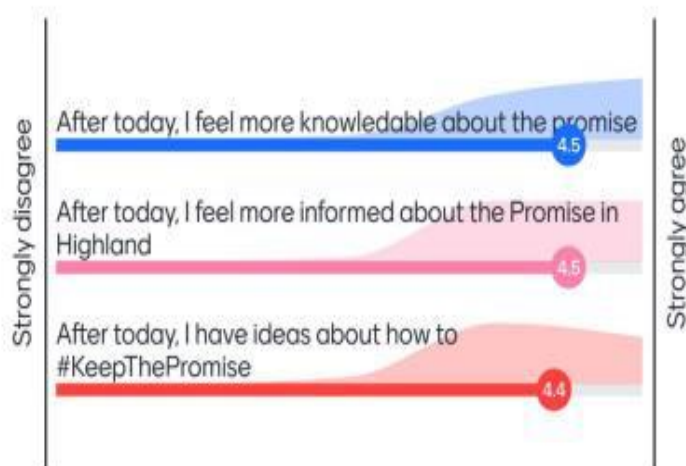 Strongly disagree
After today, I feel more knowledable about the promise
4.5
After today, I feel more informed about the Promise in
Highland
4.5
After today, I have ideas about how to
#KeepThePromise
4.4
Strongly agree